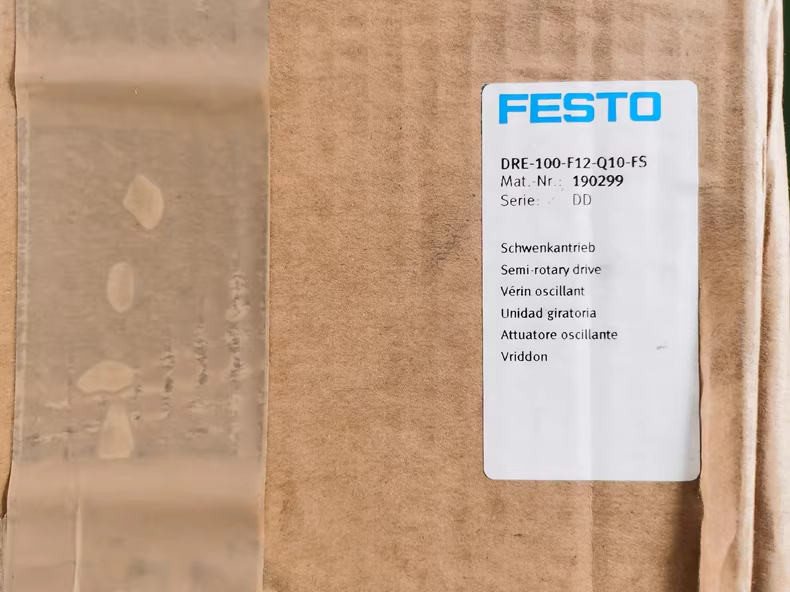 FESTO
DRE-100-F12-Q10-FS
Mat.-Nr.: 190299
Serie: DD
Schwenkantrieb
Semi-rotary drive
Vérin oscillant
Unidad giratoria
Attuatore oscillante
Vriddon